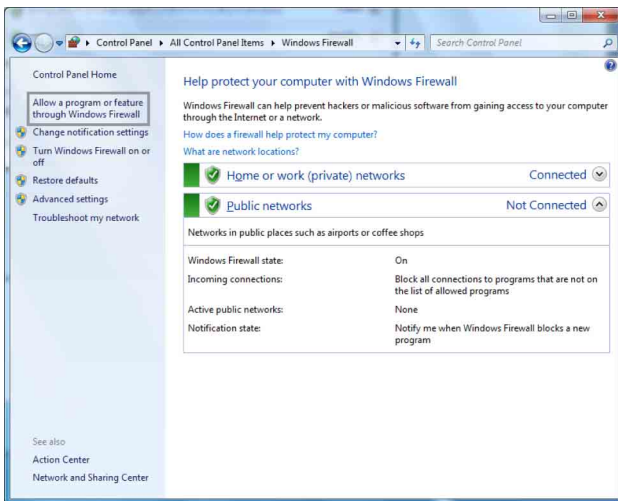 Control Panel ▸ All Control Panel Items ▸ Windows Firewall
Search Control Panel
Control Panel Home
Allow a program or feature
through Windows Firewall
Change notification settings
Turn Windows Firewall on or
off
Restore defaults
Advanced settings
Troubleshoot my network
See also
Action Center
Network and Sharing Center
Help protect your computer with Windows Firewall
Windows Firewall can help prevent hackers or malicious software from gaining access to your computer
through the Internet or a network.
How does a firewall help protect my computer?
What are network locations?
Home or work (private) networks Connected
Public networks Not Connected
Networks in public places such as airports or coffee shops
Windows Firewall state: On
Incoming connections: Block all connections to programs that are not on
the list of allowed programs
Active public networks: None
Notification state: Notify me when Windows Firewall blocks a new
program